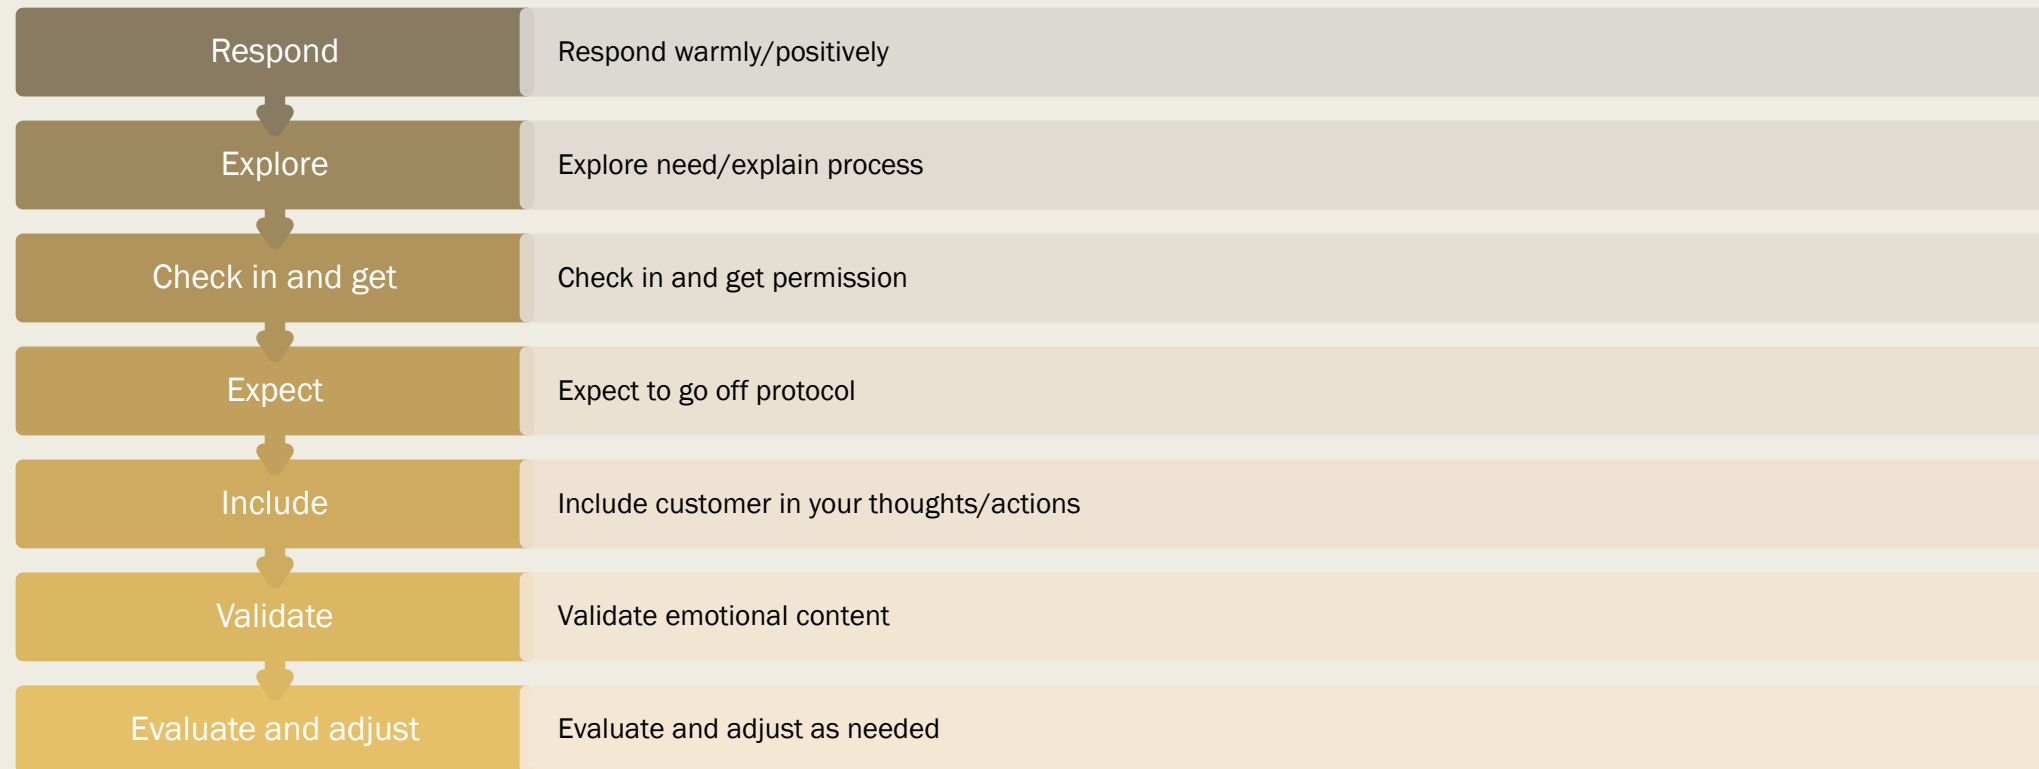 Respond
Respond warmly/positively
Explore
Explore need/explain process
Check in and get
Check in and get permission
Expect
Expect to go off protocol
Include
Include customer in your thoughts/actions
Validate
Validate emotional content
Evaluate and adjust
Evaluate and adjust as needed